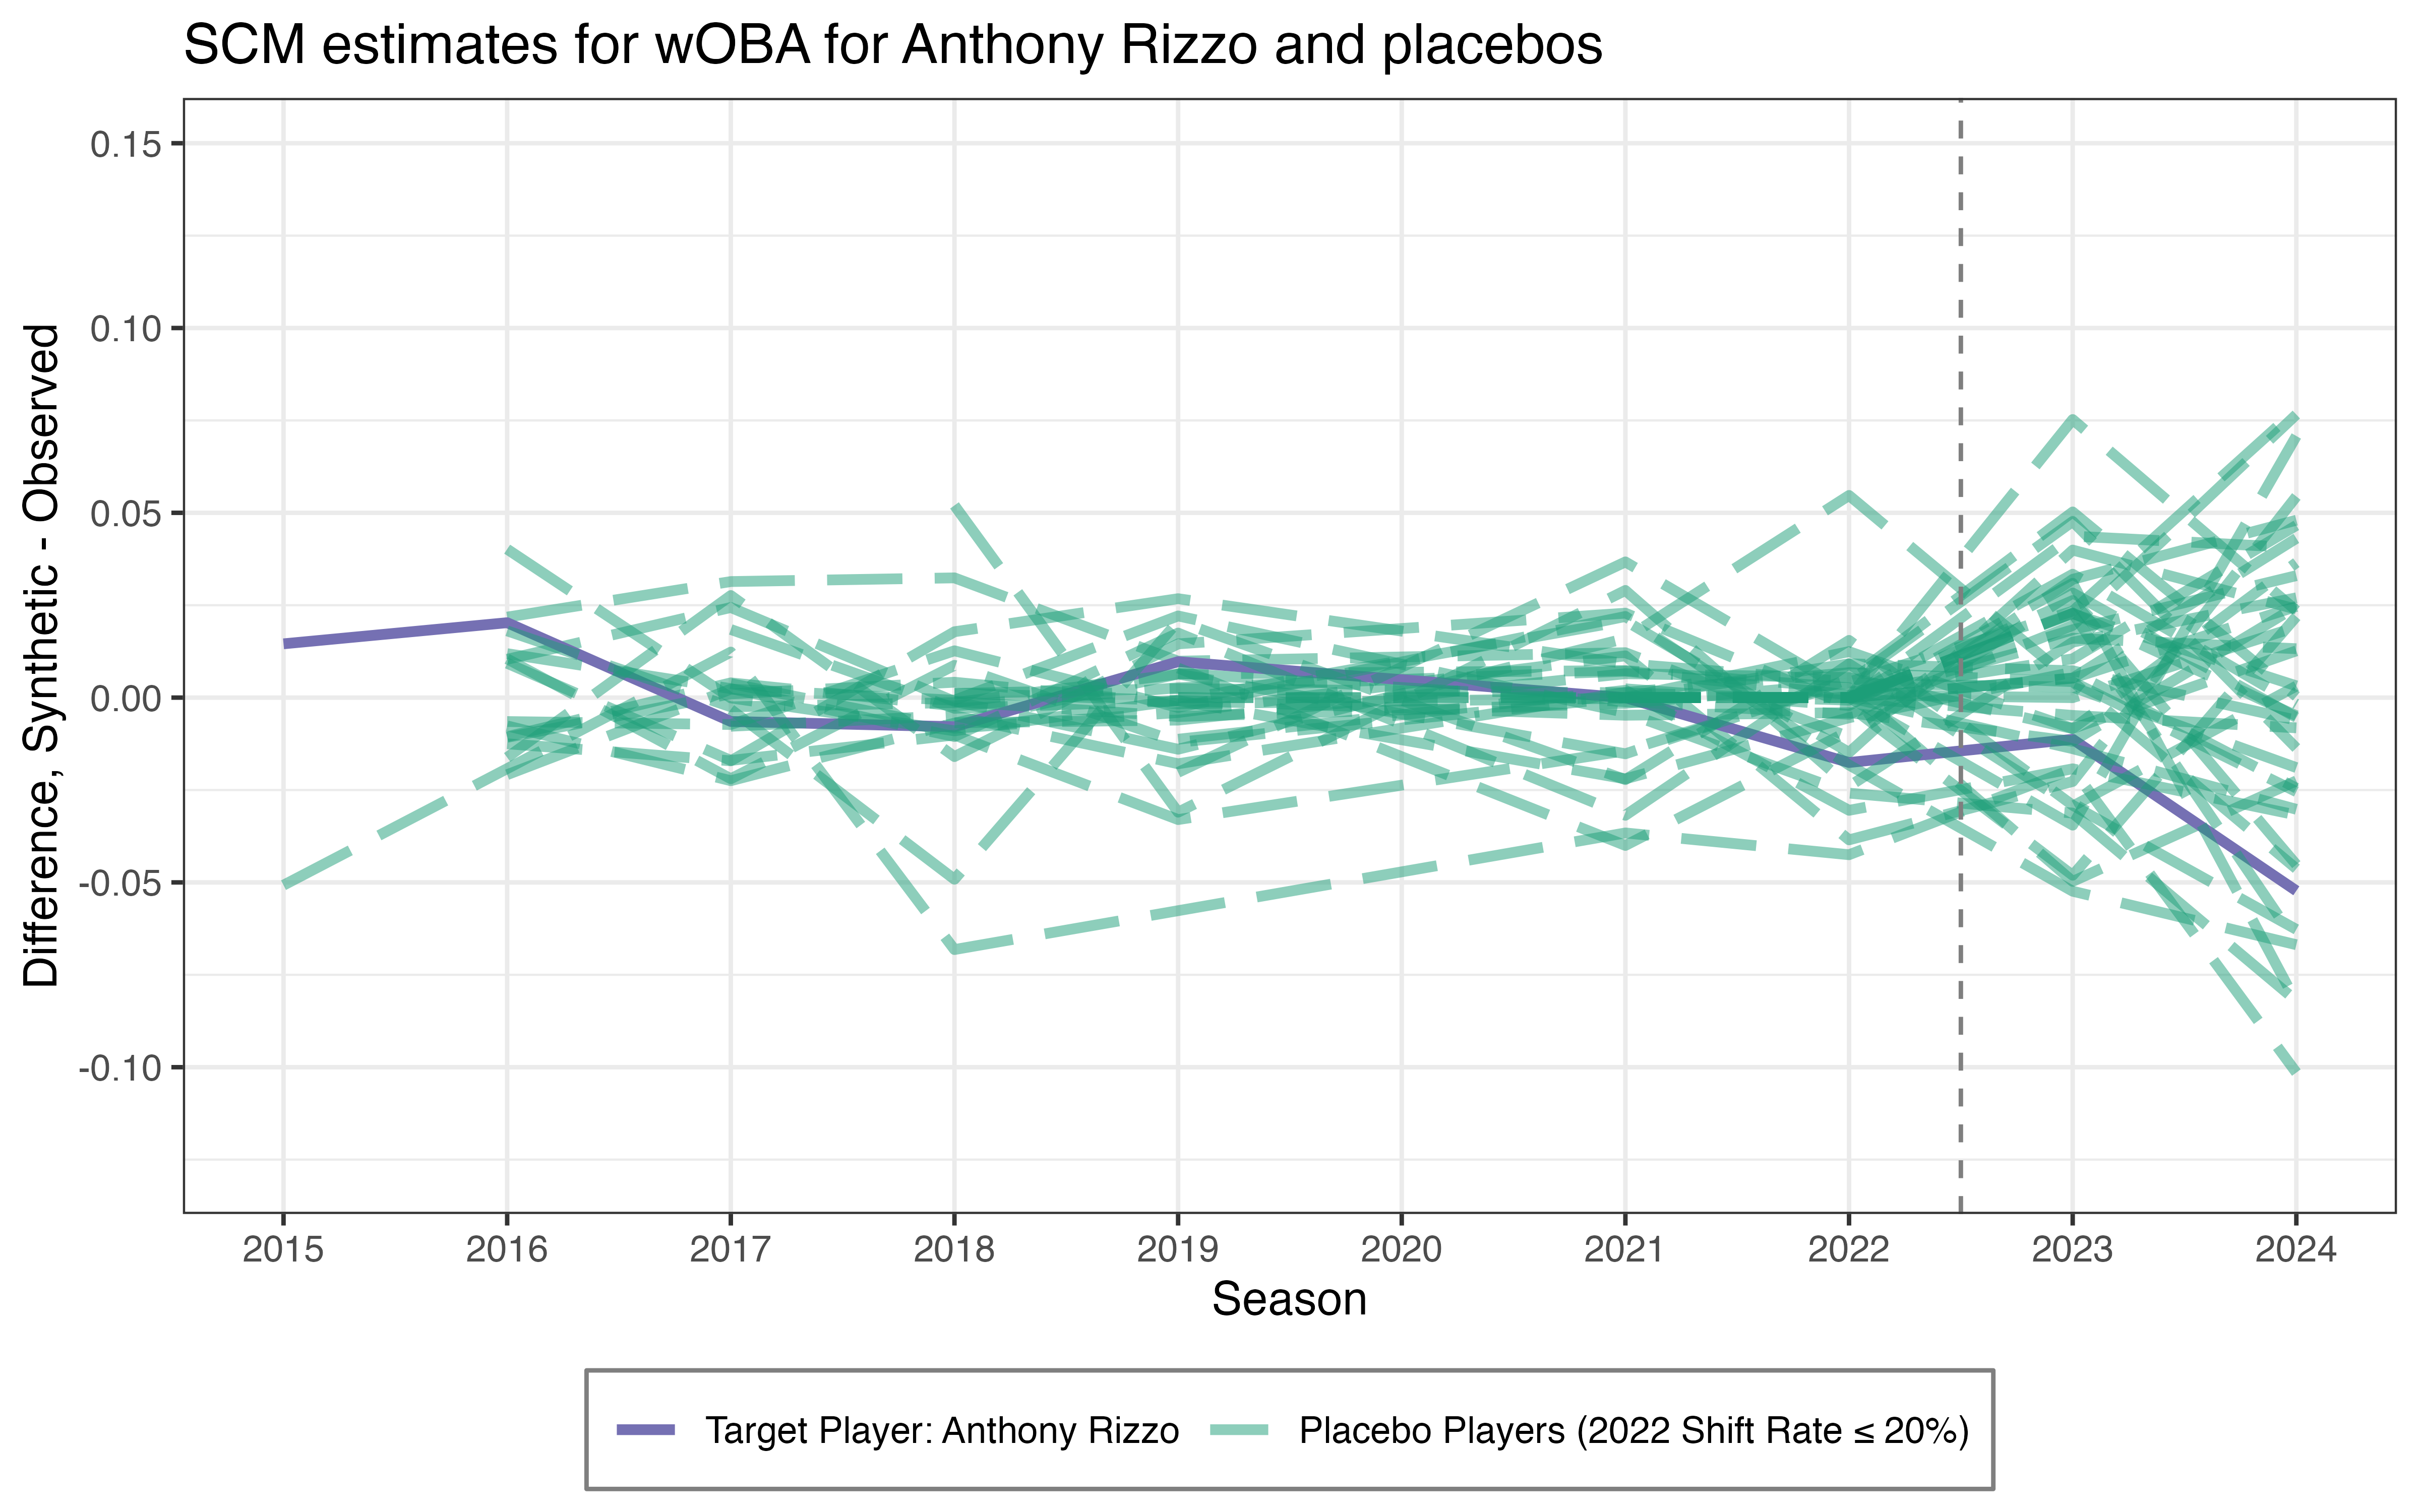 SCM estimates for wOBA for Anthony Rizzo and placebos
Difference, Synthetic - Observed
0.15
0.10
0.05
0.00
-0.05
-0.10
2015 2016 2017 2018 2019 2020 2021 2022 2023 2024
Season
Target Player: Anthony Rizzo Placebo Players (2022 Shift Rate ≤ 20%)